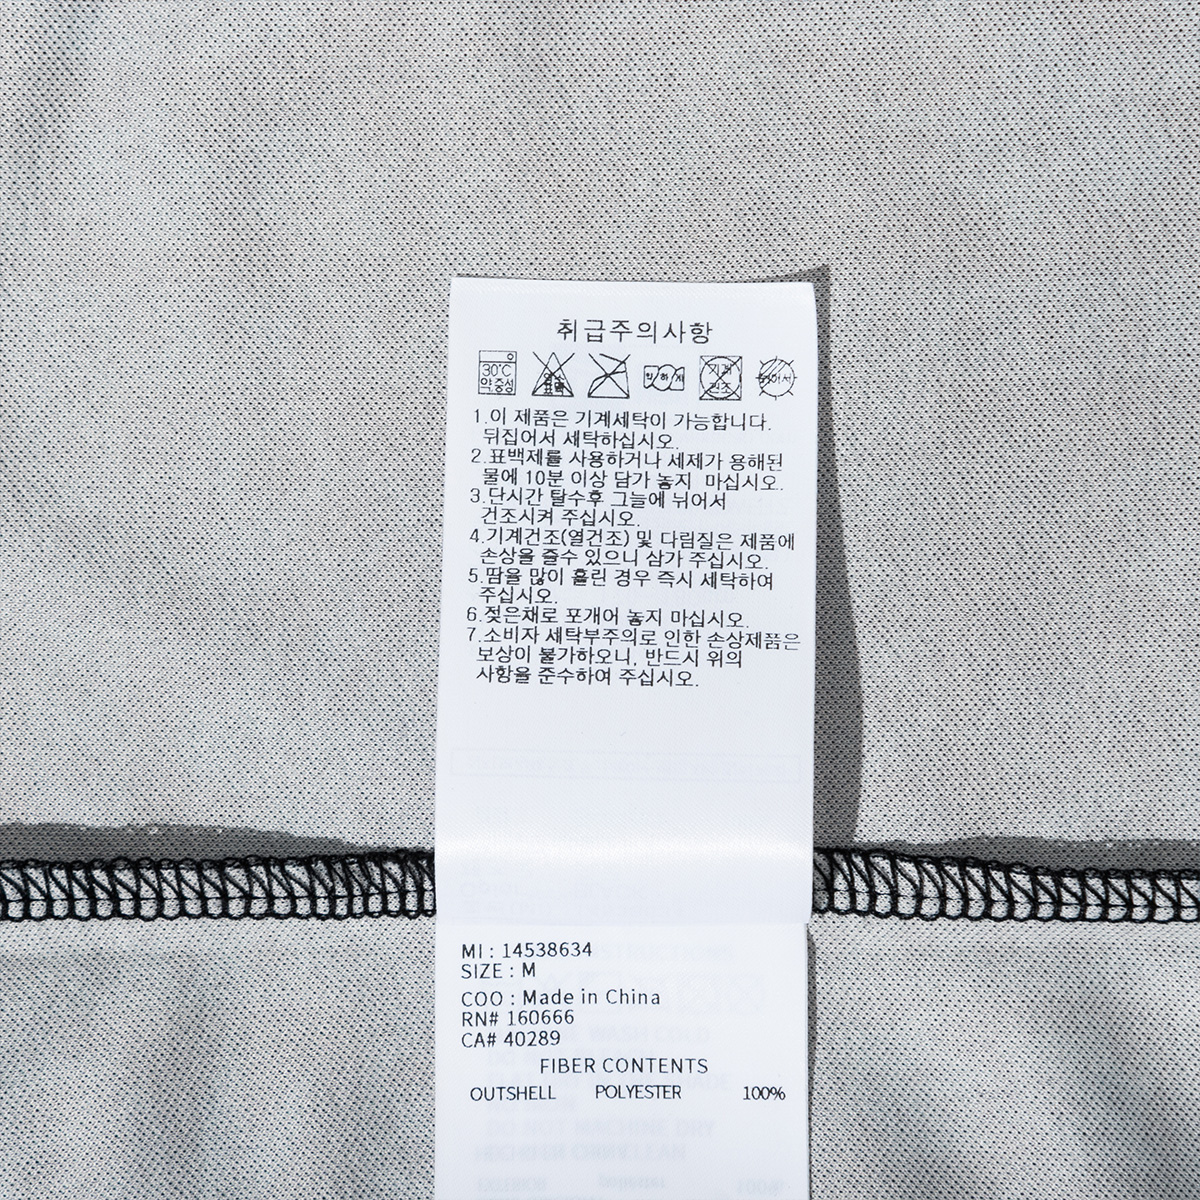 취급주의사항
30℃
약중성
1.이 제품은 기계세탁이 가능합니다.
뒤집어서 세탁하십시오.
2.표백제를 사용하거나 세제가 용해된
물에 10분 이상 담가 놓지 마십시오.
3.단시간 탈수후 그늘에 뉘어서
건조시켜 주십시오.
4.기계건조(열건조) 및 다림질은 제품에
손상을 줄수 있으니 삼가 주십시오.
5.땀을 많이 흘린 경우 즉시 세탁하여
주십시오.
6.젖은채로 포개어 놓지 마십시오.
7.소비자 세탁부주의로 인한 손상제품은
보상이 불가하오니, 반드시 위의
사항을 준수하여 주십시오.
MI : 14538634
SIZE : M
COO : Made in China
RN# 160666
CA# 40289
FIBER CONTENTS
OUTSHELL POLYESTER 100%